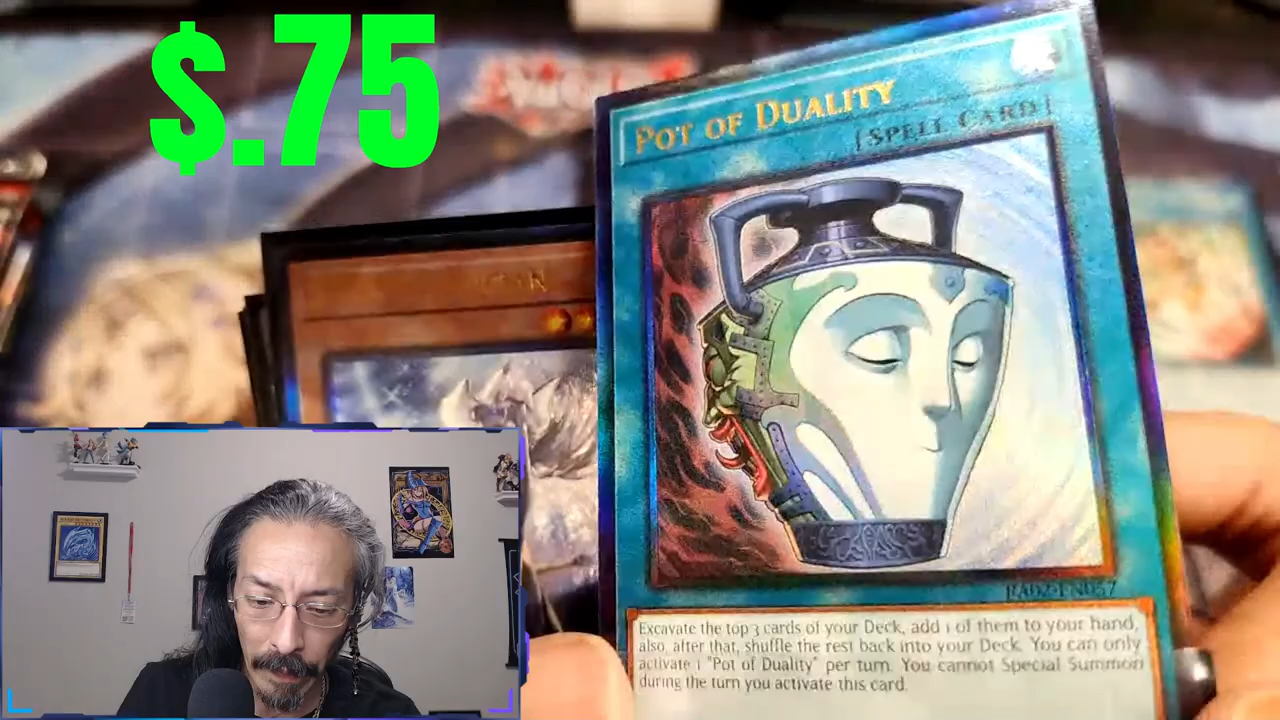 $.75
POT OF DUALITY
[SPELL CARD]
RA02-EN057
Excavate the top 3 cards of your Deck, add 1 of them to your hand,
also, after that, shuffle the rest back into your Deck. You can only
activate 1 "Pot of Duality" per turn. You cannot Special Summon
during the turn you activate this card.